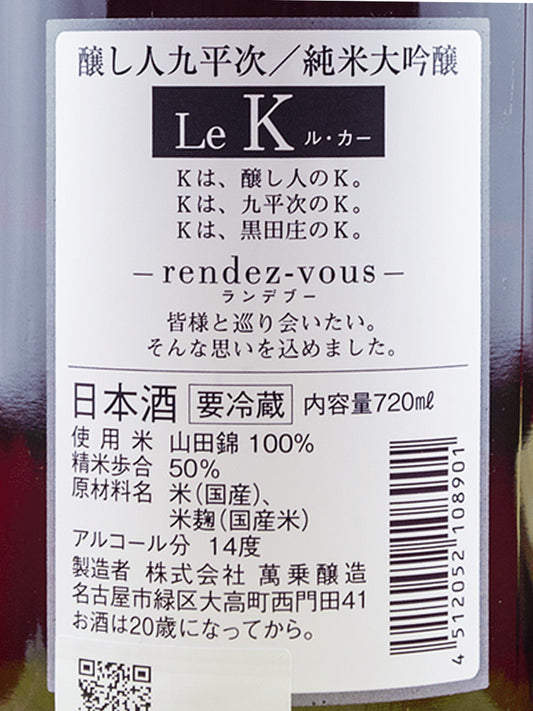 醸し人九平次／純米大吟醸
Le K ル・カー
Kは、醸し人のK。
Kは、九平次のK。
Kは、黒田庄のK。
−rendez-vous−
ランデブー
皆様と巡り会いたい。
そんな思いを込めました。
日本酒 要冷蔵 内容量720㎖
使用米 山田錦 100%
精米歩合 50%
原材料名 米(国産)、
米麹(国産米)
アルコール分 14度
製造者 株式会社 萬乗醸造
名古屋市緑区大高町西門田41
お酒は20歳になってから。
4512052108901